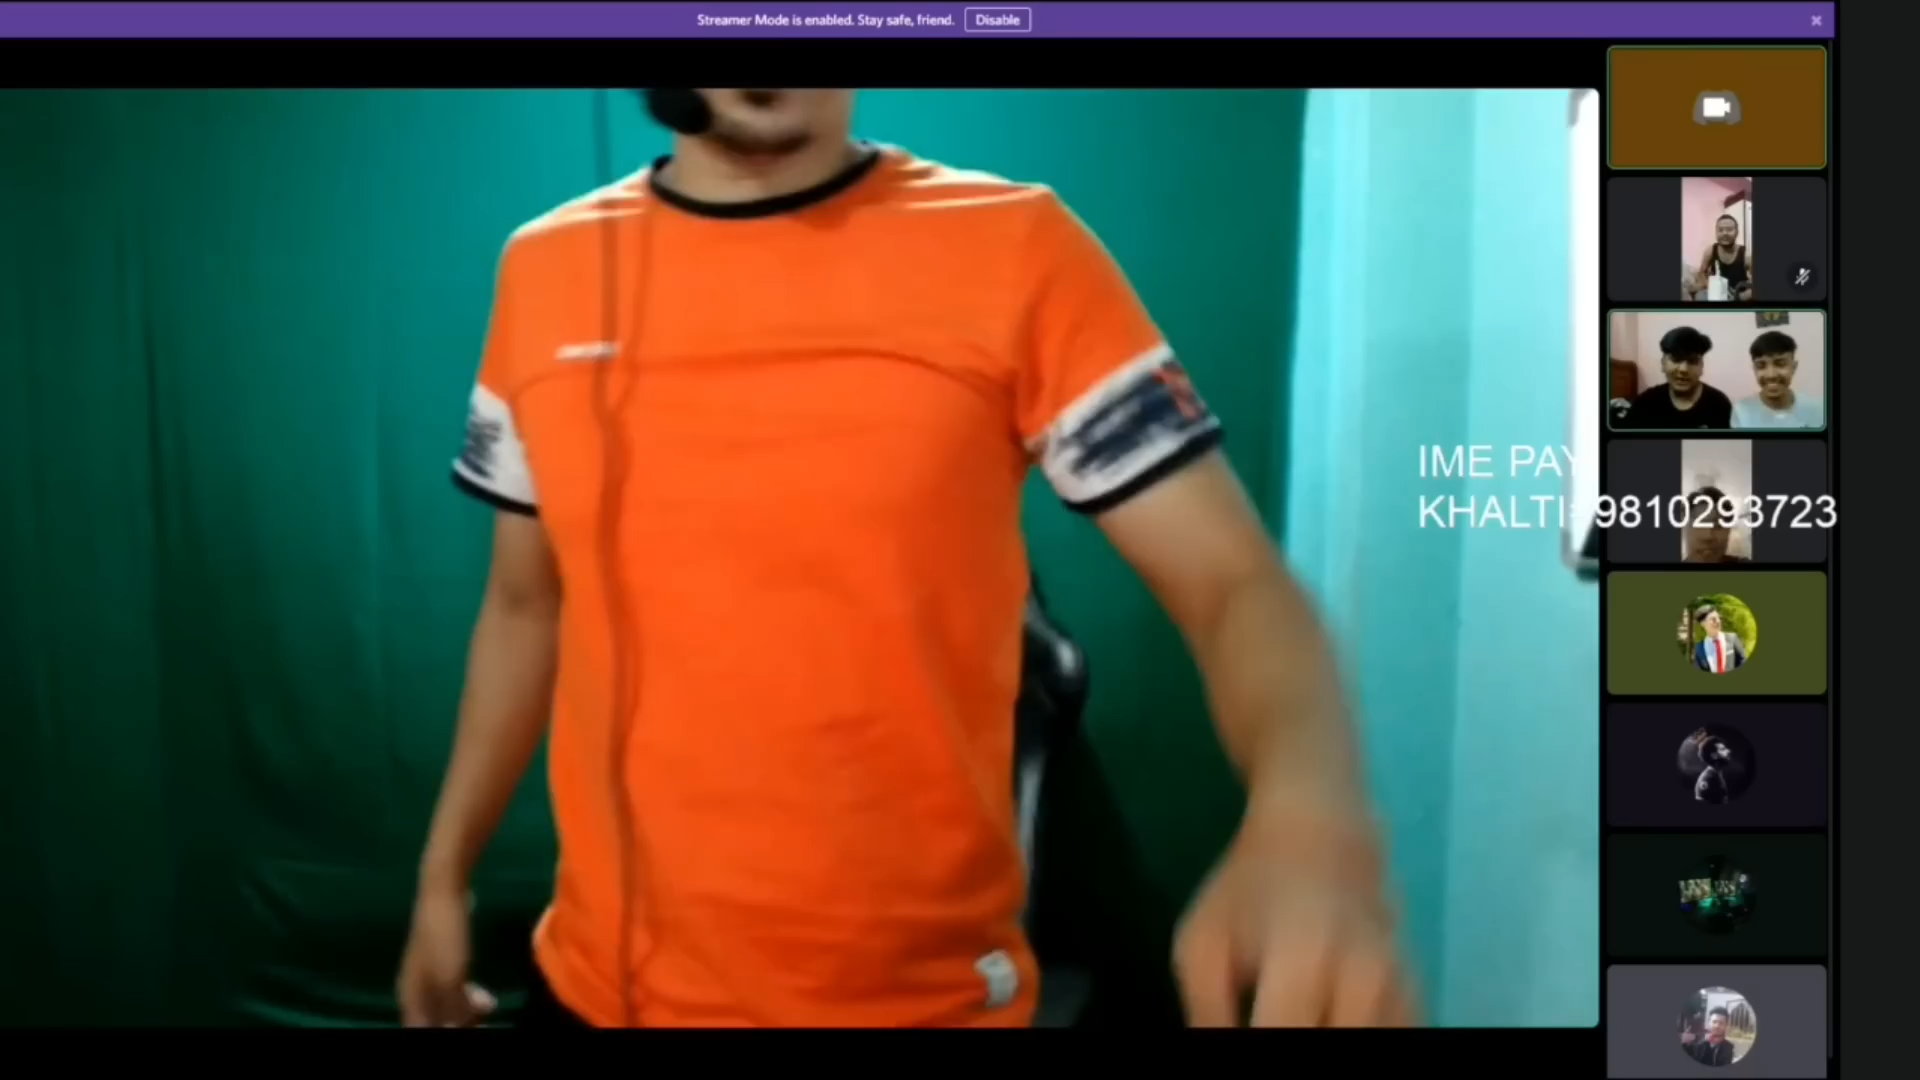 Streamer Mode is enabled. Stay safe, friend. Disable
IME PAY
KHALTI=9810293723